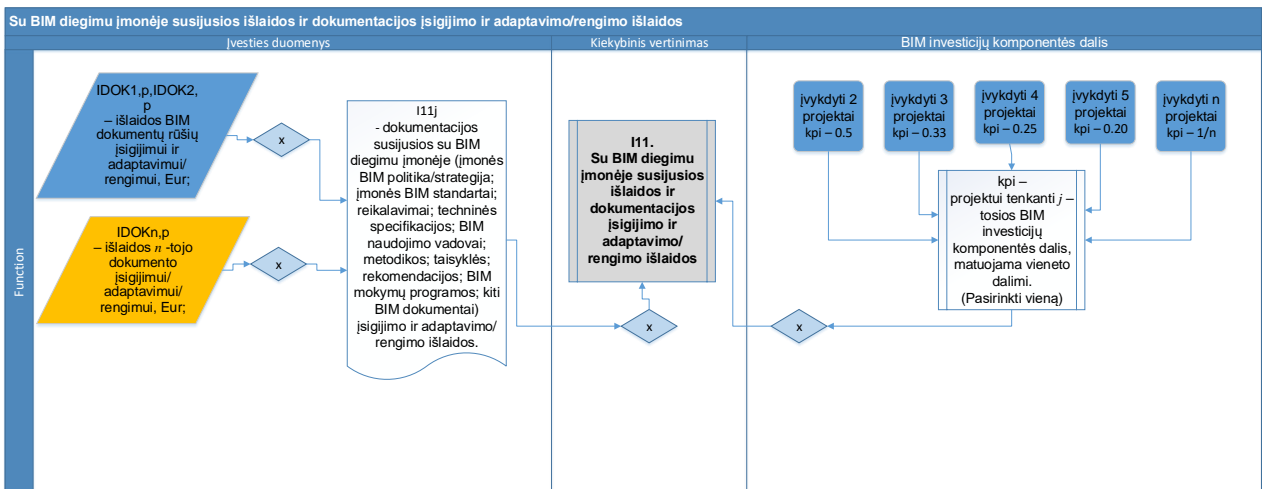 Su BIM diegimu įmonėje susijusios išlaidos ir dokumentacijos įsigijimo ir adaptavimo/rengimo išlaidos
Įvesties duomenys
Kiekybinis vertinimas
BIM investicijų komponentės dalis
Function
IDOK1,p,IDOK2,
p
– išlaidos BIM
dokumentų rūšių
įsigijimui ir
adaptavimui/
rengimui, Eur;
x
IDOKn,p
– išlaidos n -tojo
dokumento
įsigijimui/
adaptavimui/
rengimui, Eur;
x
I11j
- dokumentacijos
susijusios su BIM
diegimu įmonėje (įmonės
BIM politika/strategija;
įmonės BIM standartai;
reikalavimai; techninės
specifikacijos; BIM
naudojimo vadovai;
metodikos; taisyklės;
rekomendacijos; BIM
mokymų programos; kiti
BIM dokumentai)
įsigijimo ir adaptavimo/
rengimo išlaidos.
I11.
Su BIM diegimu
įmonėje susijusios
išlaidos ir
dokumentacijos
įsigijimo ir
adaptavimo/
rengimo išlaidos
x
x
įvykdyti 2
projektai
kpi – 0.5
įvykdyti 3
projektai
kpi – 0.33
įvykdyti 4
projektai
kpi – 0.25
įvykdyti 5
projektai
kpi – 0.20
įvykdyti n
projektai
kpi - 1/n
kpi –
projektui tenkanti j –
tosios BIM
investicijų
komponentės dalis,
matuojama vieneto
dalimi.
(Pasirinkti vieną)